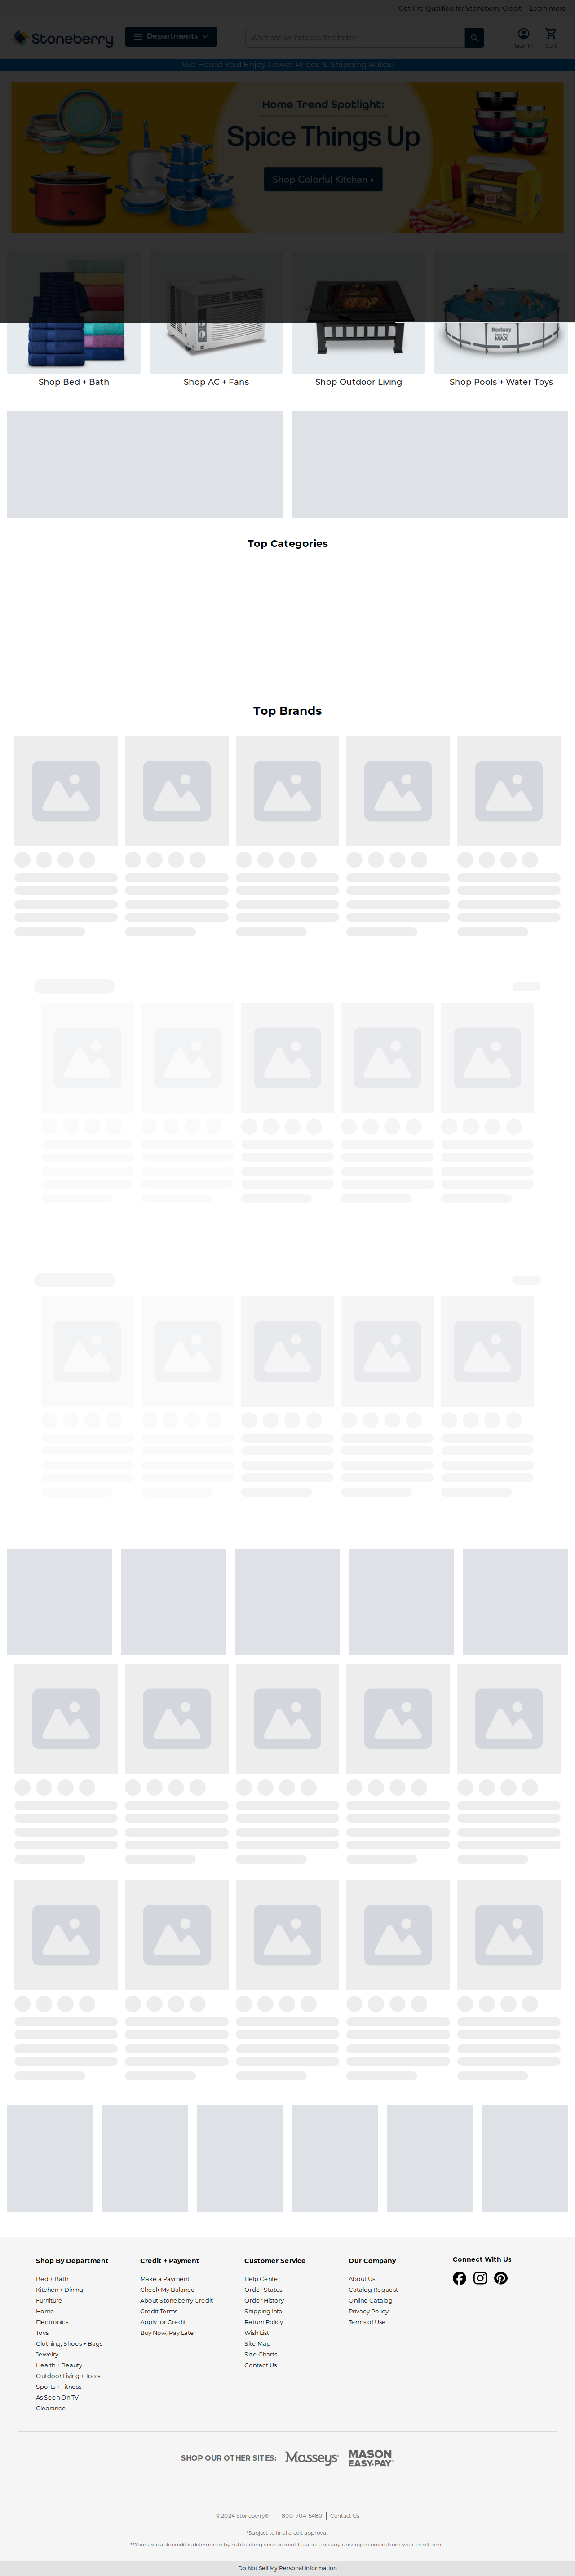 Get Pre-Qualified for Stoneberry Credit | Learn more
Stoneberry
Departments
What can we help you find today?
Sign In
Cart
We Heard You! Enjoy Lower Prices & Shipping Rates!
Home Trend Spotlight:
Spice Things Up
Shop Colorful Kitchen
Bestway
MAX
Shop Bed + Bath
Shop AC + Fans
Shop Outdoor Living
Shop Pools + Water Toys
Top Categories
Top Brands
Shop By Department
Bed + Bath
Kitchen + Dining
Furniture
Home
Electronics
Toys
Clothing, Shoes + Bags
Jewelry
Health + Beauty
Outdoor Living + Tools
Sports + Fitness
As Seen On TV
Clearance
Credit + Payment
Make a Payment
Check My Balance
About Stoneberry Credit
Credit Terms
Apply for Credit
Buy Now, Pay Later
Customer Service
Help Center
Order Status
Order History
Shipping Info
Return Policy
Wish List
Site Map
Size Charts
Contact Us
Our Company
About Us
Catalog Request
Online Catalog
Privacy Policy
Terms of Use
Connect With Us
SHOP OUR OTHER SITES:
Masseys
MASON
EASY-PAY
©2024 Stoneberry® | 1-800-704-5480 | Contact Us
*Subject to final credit approval.
**Your available credit is determined by subtracting your current balance and any unshipped orders from your credit limit.
Do Not Sell My Personal Information